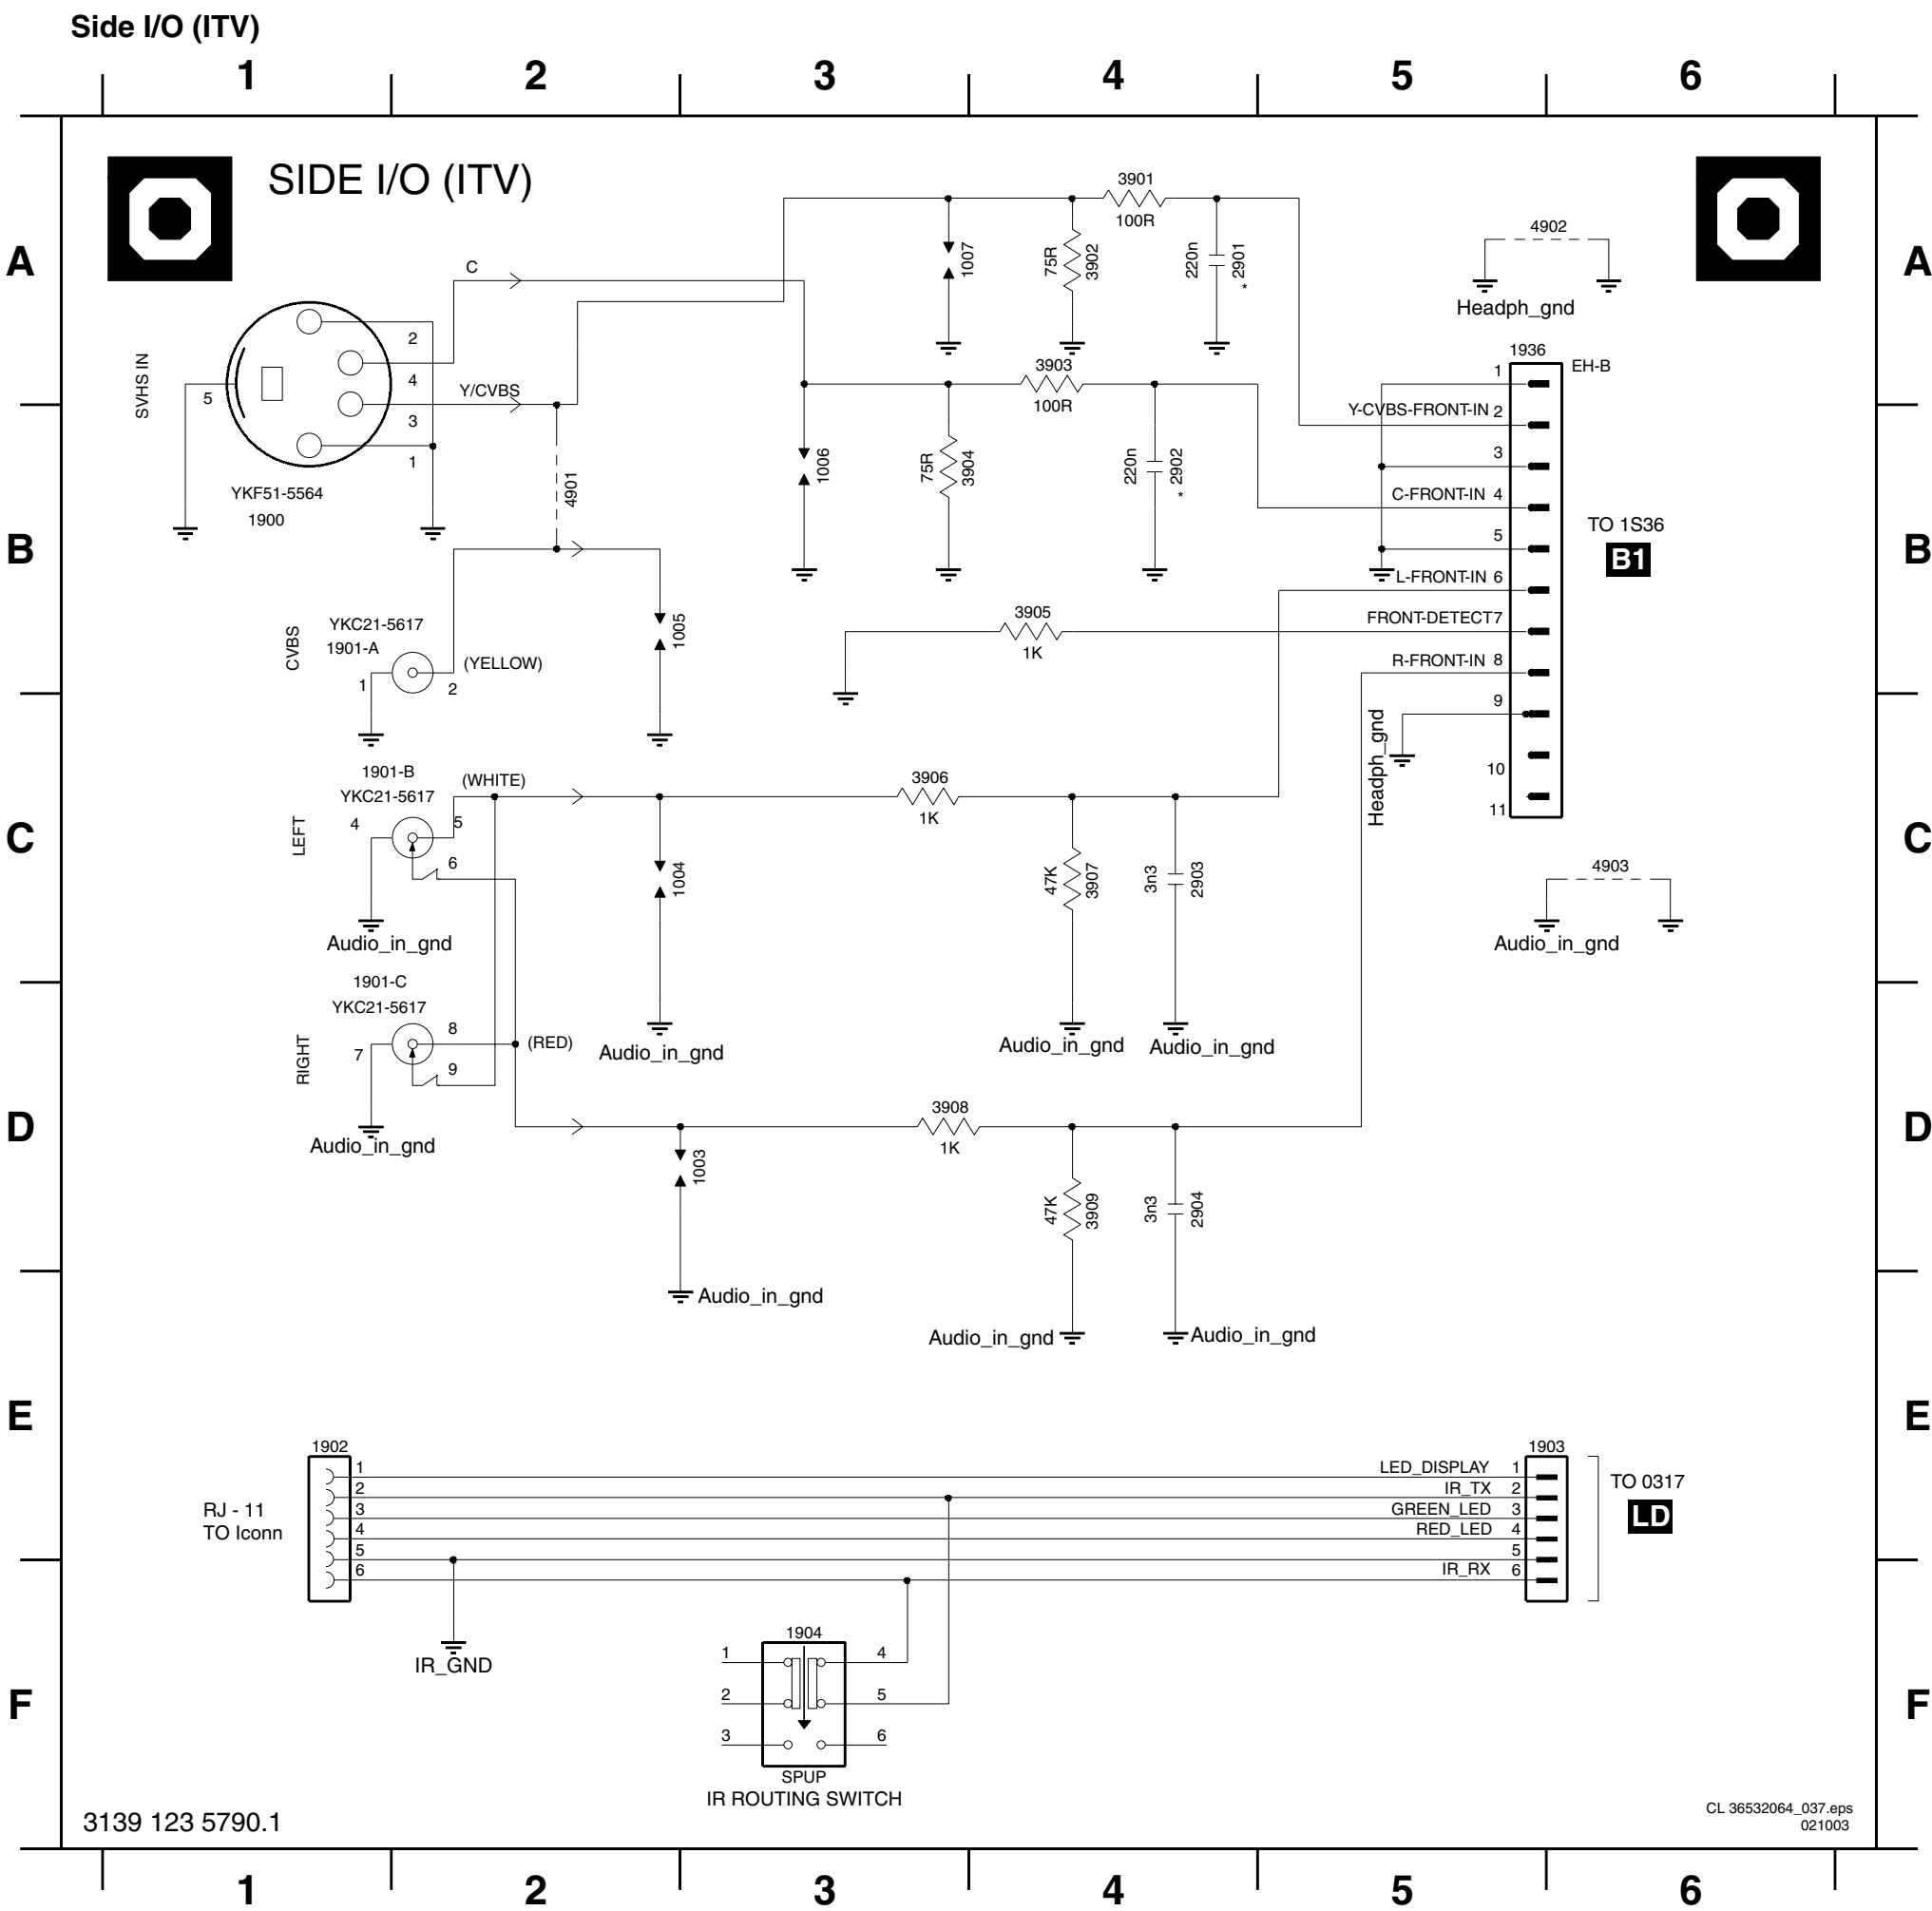 Side I/O (ITV)
1 2 3 4 5 6
SIDE I/O (ITV)
A A
3901
100R
1007
75R
3902
220n
2901
*
4902
Headph_gnd
C
SVHS IN
2
4
5
3
1
Y/CVBS
YKF51-5564
1900
4901
3903
100R
1006
75R
3904
220n
2902
*
1936
EH-B
1
Y-CVBS-FRONT-IN 2
3
C-FRONT-IN 4
5
L-FRONT-IN 6
FRONT-DETECT 7
R-FRONT-IN 8
9
10
11
TO 1S36
B1
B B
CVBS
YKC21-5617
1901-A
1
2
(YELLOW)
1005
3905
1K
Headph_gnd
C C
1901-B
YKC21-5617
(WHITE)
LEFT
4
5
6
Audio_in_gnd
1004
Audio_in_gnd
3906
1K
47K
3907
Audio_in_gnd
3n3
2903
Audio_in_gnd
4903
Audio_in_gnd
D D
1901-C
YKC21-5617
RIGHT
7
8
9
(RED)
Audio_in_gnd
1003
Audio_in_gnd
3908
1K
47K
3909
Audio_in_gnd
3n3
2904
Audio_in_gnd
E E
1902
RJ - 11
TO Iconn
1
2
3
4
5
6
IR_GND
1903
LED_DISPLAY 1
IR_TX 2
GREEN_LED 3
RED_LED 4
5
IR_RX 6
TO 0317
LD
F F
1904
1 4
2 5
3 6
SPUP
IR ROUTING SWITCH
3139 123 5790.1
CL 36532064_037.eps
021003
1 2 3 4 5 6